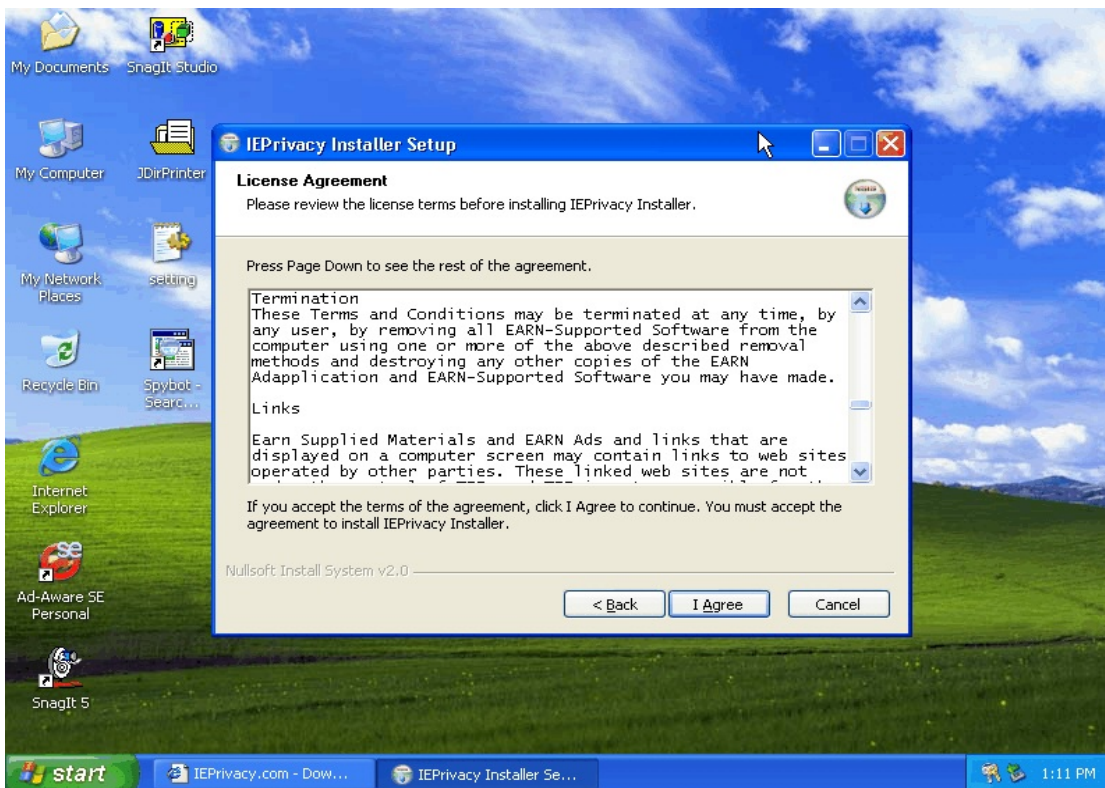 My Documents
SnagIt Studio
My Computer
JDirPrinter
My Network
Places
setting
Recycle Bin
Spybot -
Searc...
Internet
Explorer
Ad-Aware SE
Personal
SnagIt 5
IEPrivacy Installer Setup
License Agreement
Please review the license terms before installing IEPrivacy Installer.
Press Page Down to see the rest of the agreement.
Termination
These Terms and Conditions may be terminated at any time, by
any user, by removing all EARN-Supported Software from the
computer using one or more of the above described removal
methods and destroying any other copies of the EARN
Adapplication and EARN-Supported Software you may have made.
Links
Earn Supplied Materials and EARN Ads and links that are
displayed on a computer screen may contain links to web sites
operated by other parties. These linked web sites are not
If you accept the terms of the agreement, click I Agree to continue. You must accept the
agreement to install IEPrivacy Installer.
Nullsoft Install System v2.0
< Back
I Agree
Cancel
start
IEPrivacy.com - Dow...
IEPrivacy Installer Se...
1:11 PM